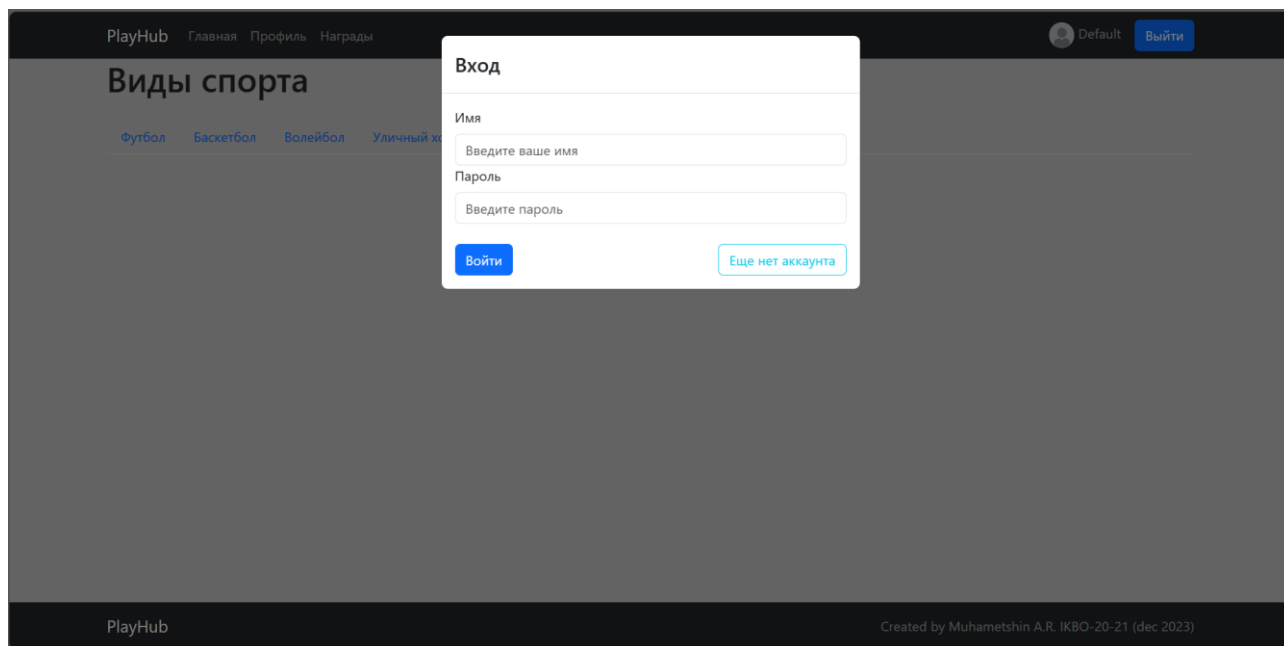 PlayHub Главная Профиль Награды Default Выйти
Виды спорта
Футбол Баскетбол Волейбол Уличный
Вход
Имя
Введите ваше имя
Пароль
Введите пароль
Войти Еще нет аккаунта
PlayHub Created by Muhametshin A.R. IKBO-20-21 (dec 2023)